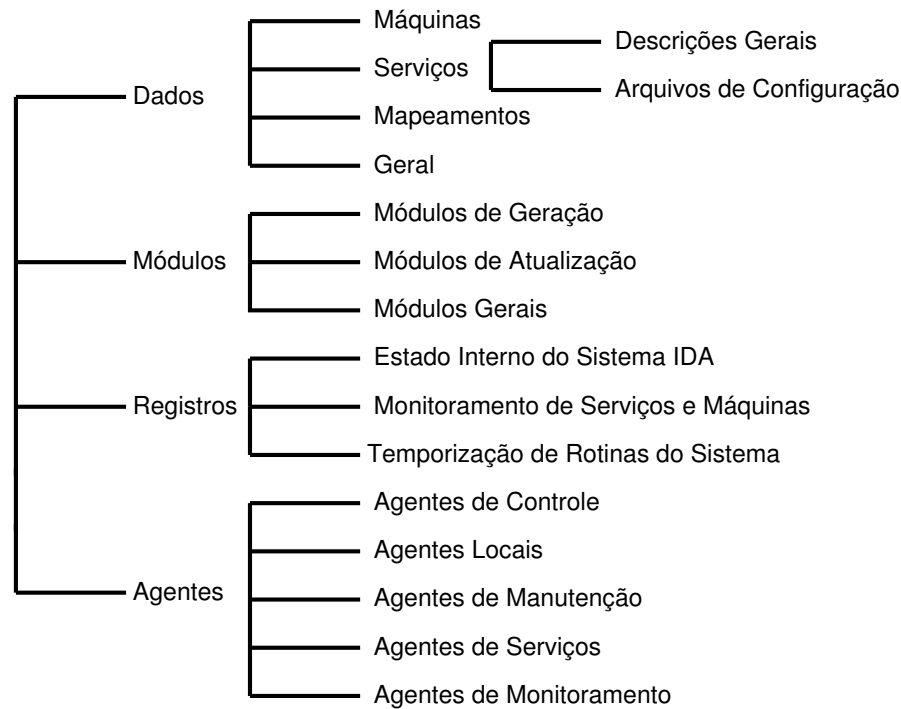 Máquinas
Descrições Gerais
Serviços
Arquivos de Configuração
Dados
Mapeamentos
Geral
Módulos de Geração
Módulos
Módulos de Atualização
Módulos Gerais
Estado Interno do Sistema IDA
Registros
Monitoramento de Serviços e Máquinas
Temporização de Rotinas do Sistema
Agentes de Controle
Agentes Locais
Agentes
Agentes de Manutenção
Agentes de Serviços
Agentes de Monitoramento